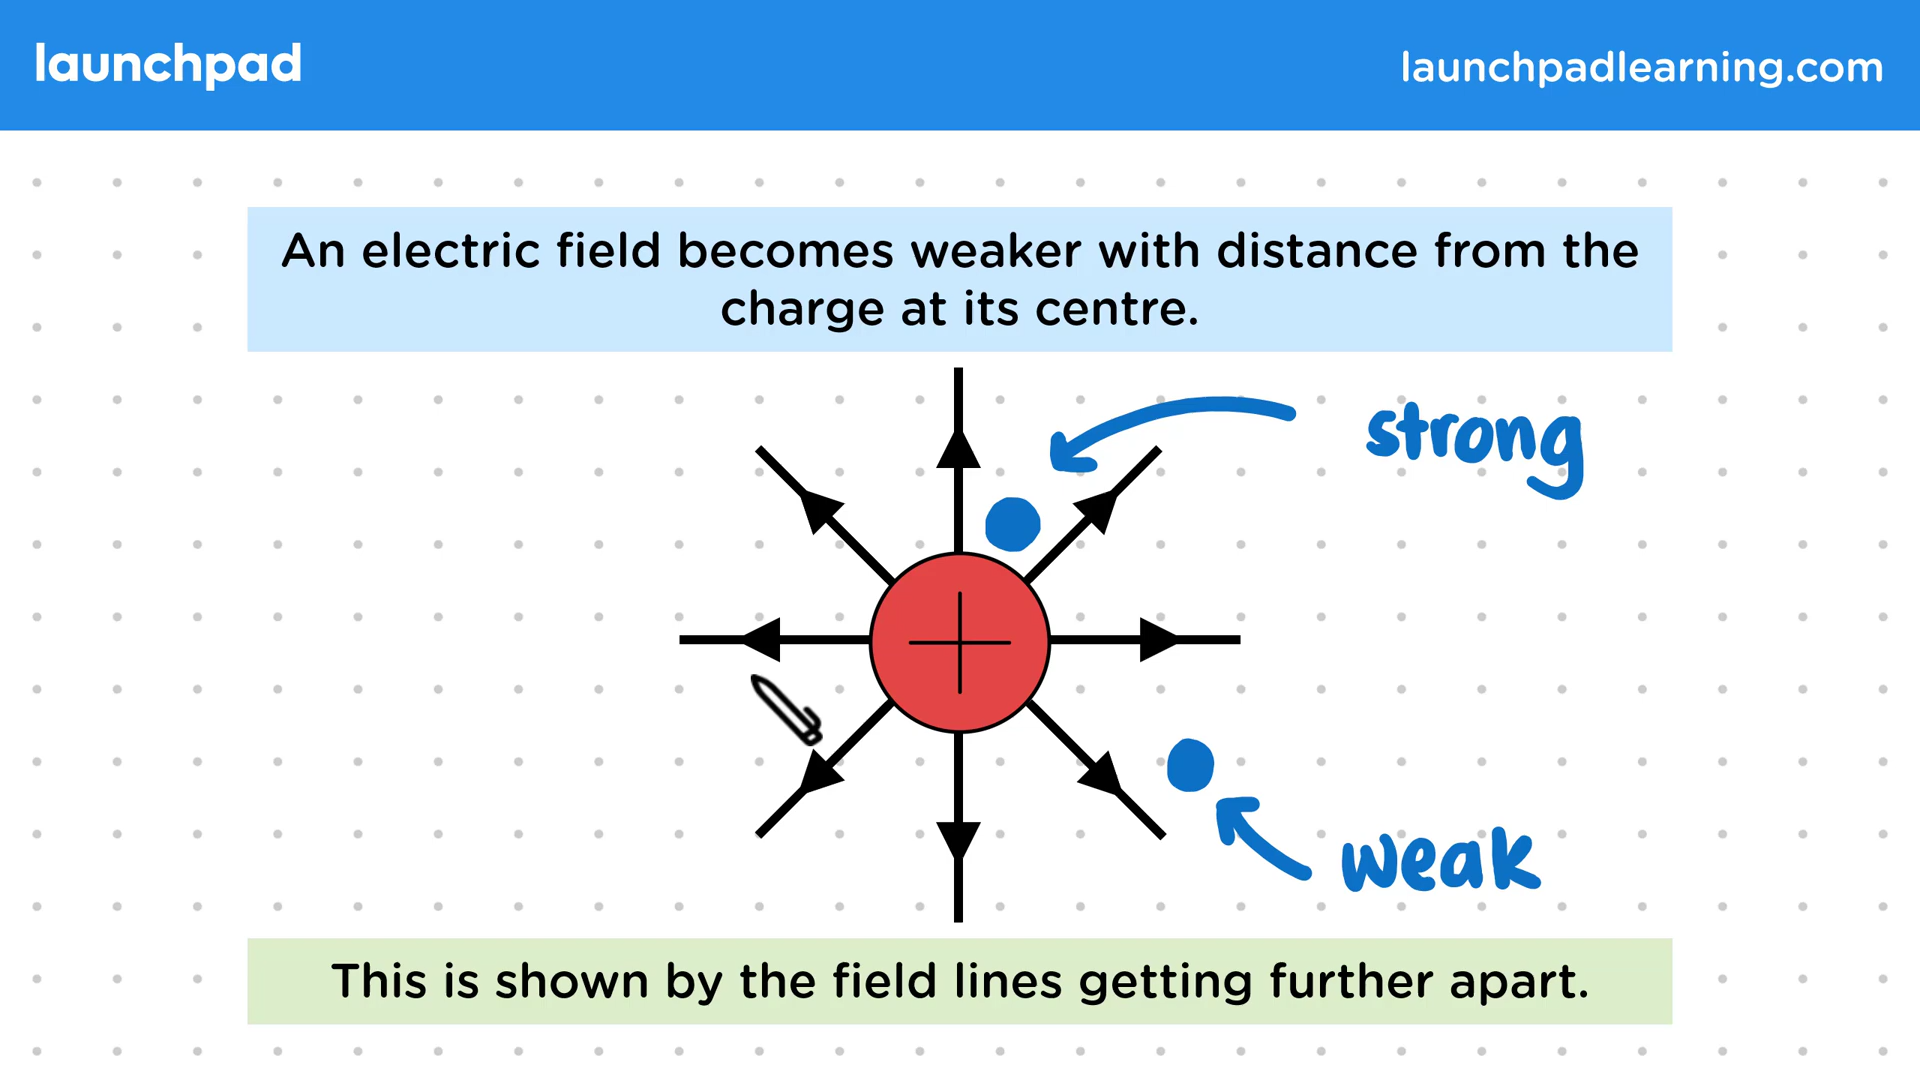 launchpad
launchpadlearning.com
An electric field becomes weaker with distance from the
charge at its centre.
strong
weak
This is shown by the field lines getting further apart.